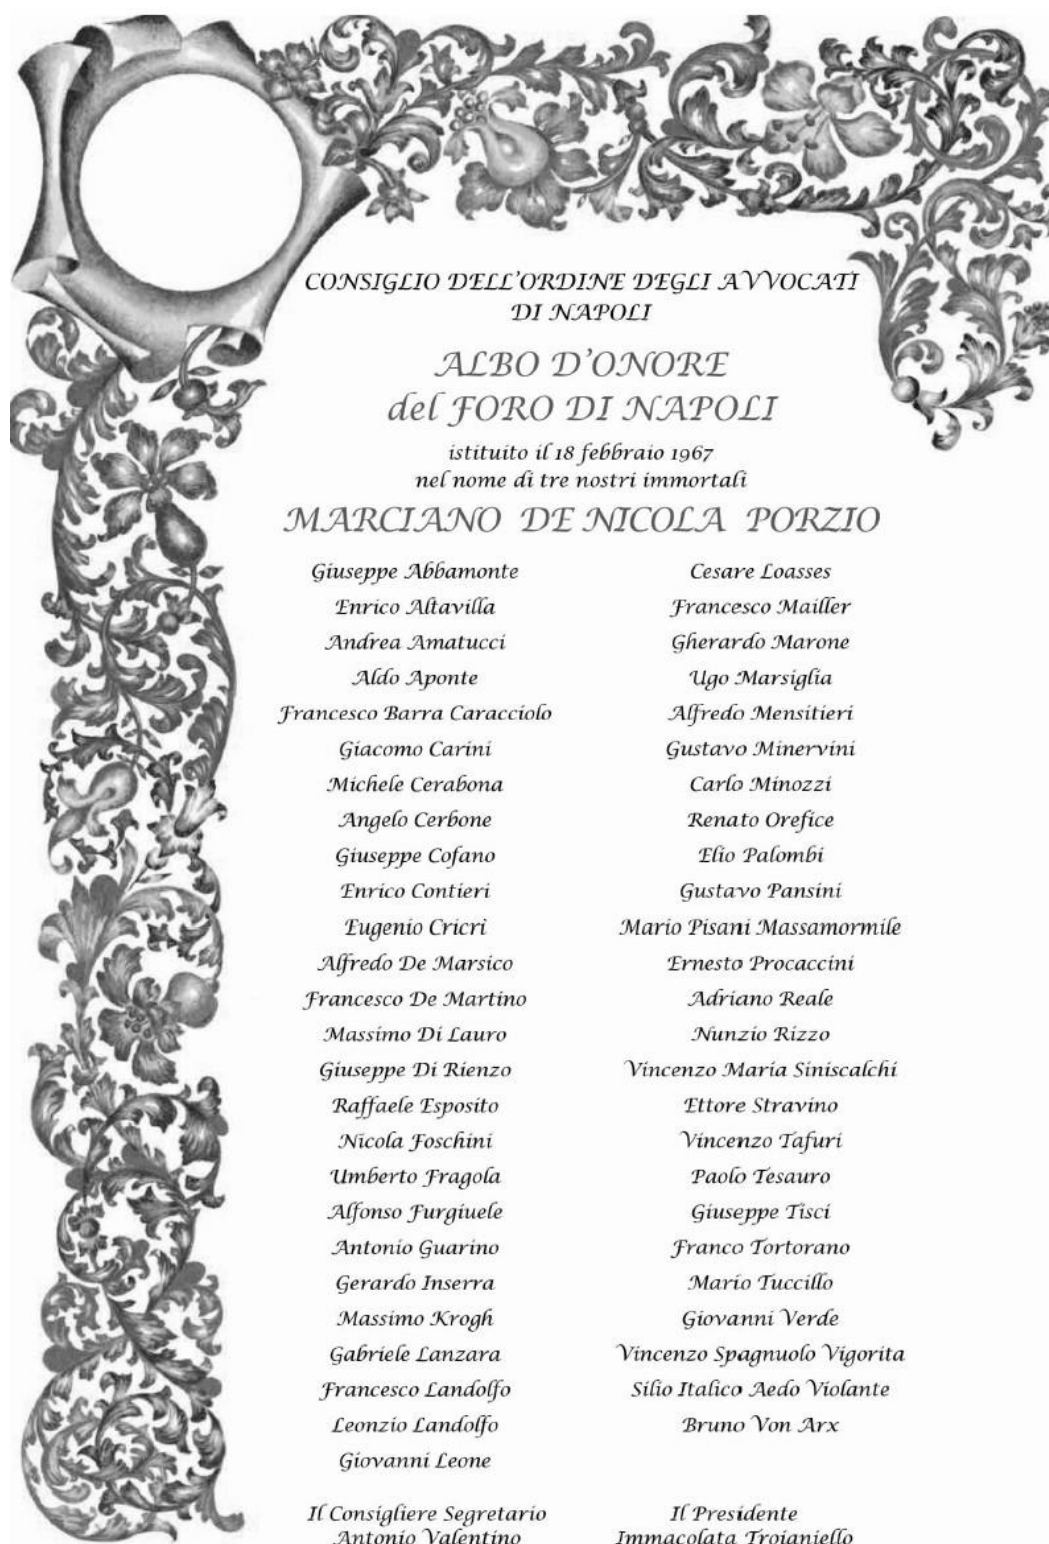 CONSIGLIO DELL'ORDINE DEGLI AVVOCATI
DI NAPOLI
ALBO D'ONORE
del FORO DI NAPOLI
istituito il 18 febbraio 1967
nel nome di tre nostri immortali
MARCIANO DE NICOLA PORZIO
Giuseppe Abbamonte
Enrico Altavilla
Andrea Amatucci
Aldo Aponte
Francesco Barra Caracciolo
Giacomo Carini
Michele Cerabona
Angelo Cerbone
Giuseppe Cofano
Enrico Contieri
Eugenio Cricrì
Alfredo De Marsico
Francesco De Martino
Massimo Di Lauro
Giuseppe Di Rienzo
Raffaele Esposito
Nicola Foschini
Umberto Fragola
Alfonso Furgiuele
Antonio Guarino
Gerardo Inserra
Massimo Krogh
Gabriele Lanzara
Francesco Landolfo
Leonzio Landolfo
Giovanni Leone
Cesare Loasses
Francesco Mailler
Gherardo Marone
Ugo Marsiglia
Alfredo Mensitieri
Gustavo Minervini
Carlo Minozzi
Renato Orefice
Elio Palombi
Gustavo Pansini
Mario Pisani Massamormile
Ernesto Procaccini
Adriano Reale
Nunzio Rizzo
Vincenzo Maria Siniscalchi
Ettore Stravino
Vincenzo Tafuri
Paolo Tesauro
Giuseppe Tisci
Franco Tortorano
Mario Tuccillo
Giovanni Verde
Vincenzo Spagnuolo Vigorita
Silio Italico Aedo Violante
Bruno Von Arx
Il Consigliere Segretario
Antonio Valentino
Il Presidente
Immacolata Troianiello